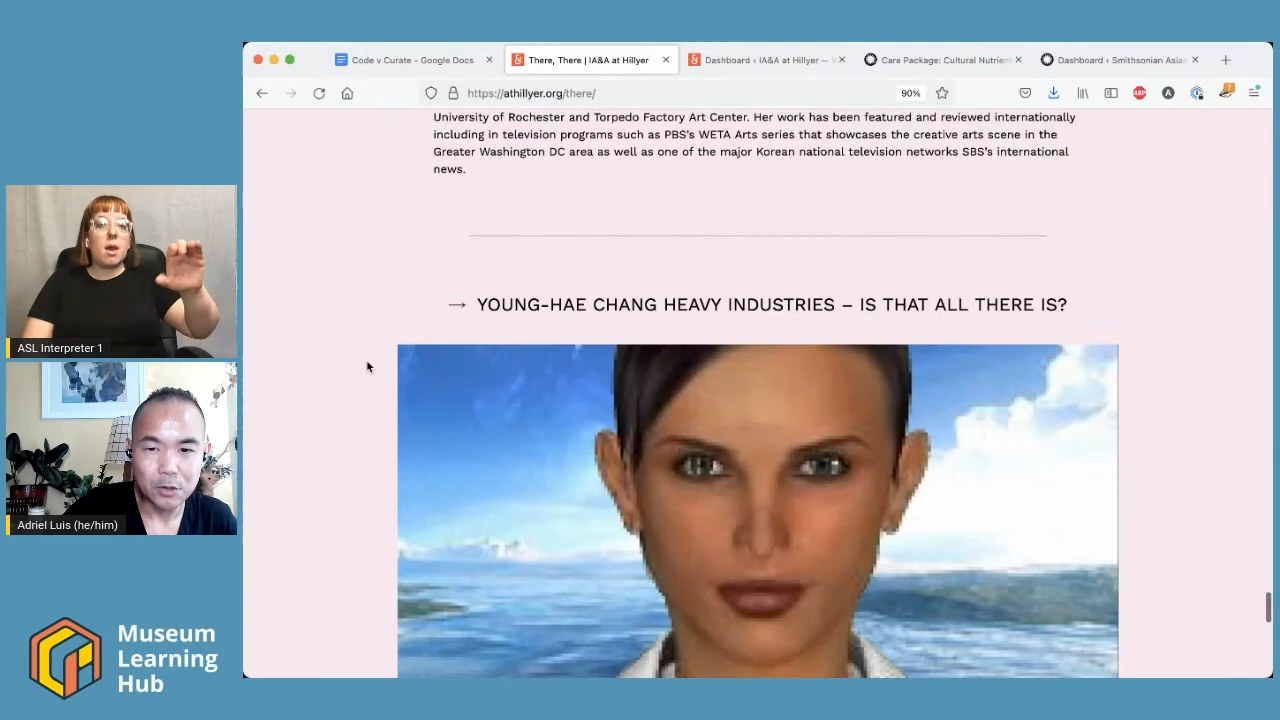 Code v Curate - Google Docs
There, There | IA&A at Hillyer
Dashboard ‹ IA&A at Hillyer —
Care Package: Cultural Nutrient
Dashboard ‹ Smithsonian Asian
https://athillyer.org/there/
90%
ABP
A
University of Rochester and Torpedo Factory Art Center. Her work has been featured and reviewed internationally
including in television programs such as PBS's WETA Arts series that showcases the creative arts scene in the
Greater Washington DC area as well as one of the major Korean national television networks SBS's international
news.
→ YOUNG-HAE CHANG HEAVY INDUSTRIES – IS THAT ALL THERE IS?
ASL Interpreter 1
Adriel Luis (he/him)
Museum
Learning
Hub